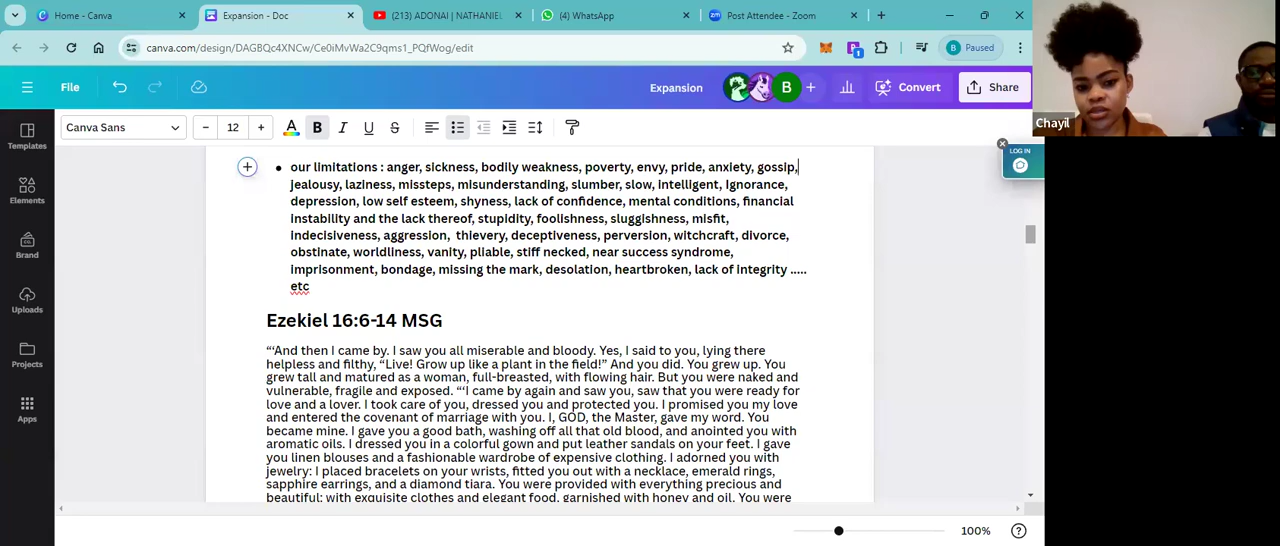 Home - Canva
Expansion - Doc
(213) ADONAI | NATHANIEL
(4) WhatsApp
Post Attendee - Zoom
canva.com/design/DAGBQc4XNCw/Ce0iMvWa2C9qms1_PQfWog/edit
1
Paused
File
Expansion
B
Convert
Share
Chayil
Canva Sans
12
A
B
I
U
S
LOG IN
Templates
Elements
Brand
Uploads
Projects
Apps
our limitations : anger, sickness, bodily weakness, poverty, envy, pride, anxiety, gossip,
jealousy, laziness, missteps, misunderstanding, slumber, slow, intelligent, Ignorance,
depression, low self esteem, shyness, lack of confidence, mental conditions, financial
instability and the lack thereof, stupidity, foolishness, sluggishness, misfit,
indecisiveness, aggression,  thievery, deceptiveness, perversion, witchcraft, divorce,
obstinate, worldliness, vanity, pliable, stiff necked, near success syndrome,
imprisonment, bondage, missing the mark, desolation, heartbroken, lack of integrity .....
etc
Ezekiel 16:6-14 MSG
“‘And then I came by. I saw you all miserable and bloody. Yes, I said to you, lying there
helpless and filthy, “Live! Grow up like a plant in the field!” And you did. You grew up. You
grew tall and matured as a woman, full-breasted, with flowing hair. But you were naked and
vulnerable, fragile and exposed. “‘I came by again and saw you, saw that you were ready for
love and a lover. I took care of you, dressed you and protected you. I promised you my love
and entered the covenant of marriage with you. I, GOD, the Master, gave my word. You
became mine. I gave you a good bath, washing off all that old blood, and anointed you with
aromatic oils. I dressed you in a colorful gown and put leather sandals on your feet. I gave
you linen blouses and a fashionable wardrobe of expensive clothing. I adorned you with
jewelry: I placed bracelets on your wrists, fitted you out with a necklace, emerald rings,
sapphire earrings, and a diamond tiara. You were provided with everything precious and
beautiful: with exquisite clothes and elegant food, garnished with honey and oil. You were
100%